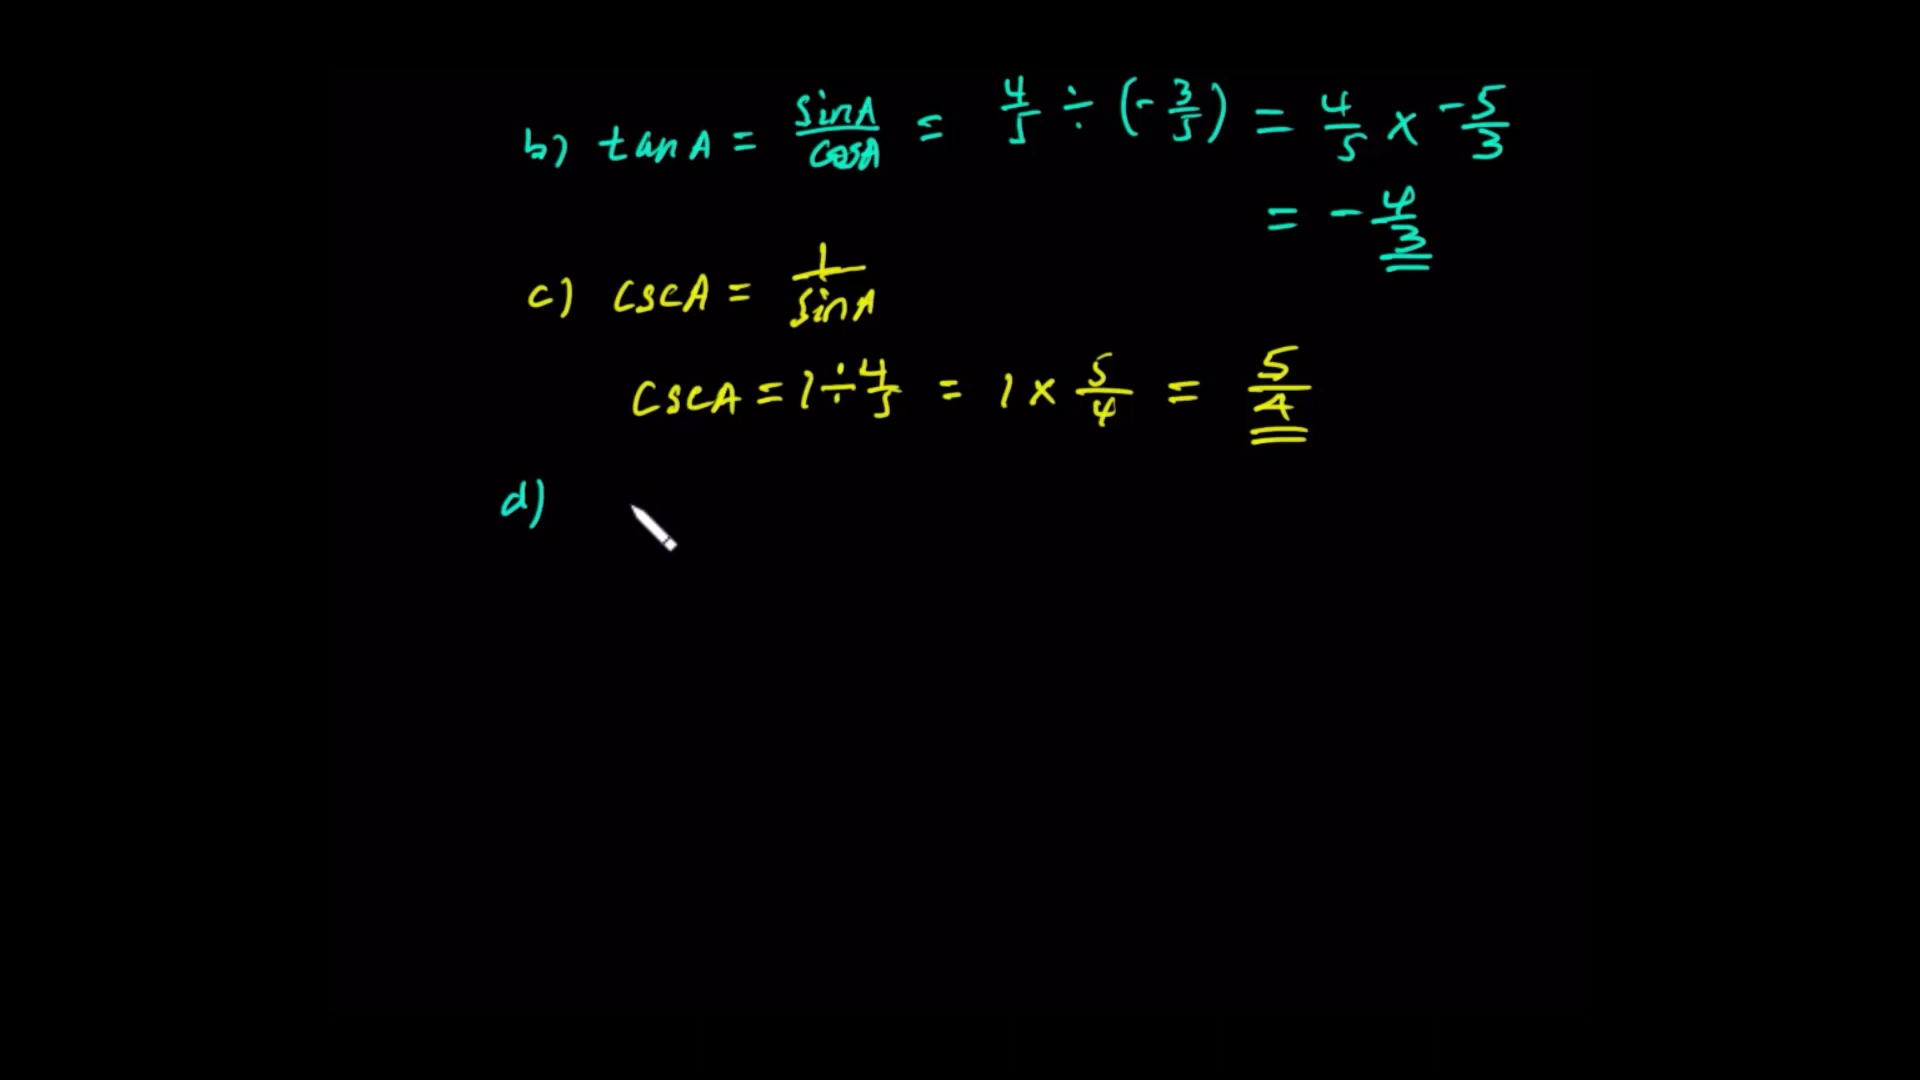 b) tan A = sinA/cosA = 4/5 ÷ (-3/5) = 4/5 × -5/3
= -4/3
c) cscA = 1/sinA
cscA = 1 ÷ 4/5 = 1 × 5/4 = 5/4
d)